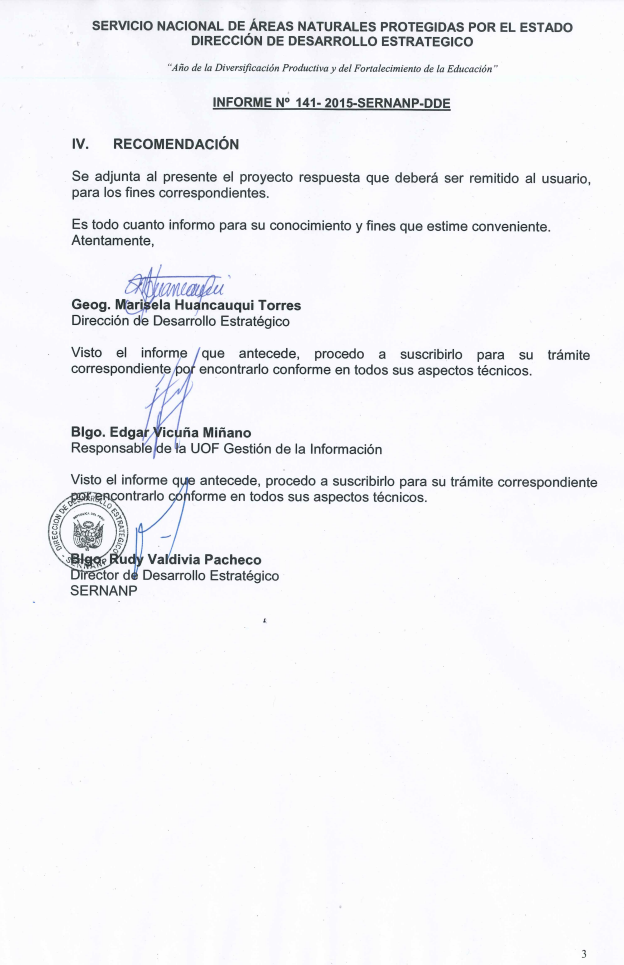 SERVICIO NACIONAL DE ÁREAS NATURALES PROTEGIDAS POR EL ESTADO
DIRECCIÓN DE DESARROLLO ESTRATEGICO
"Año de la Diversificación Productiva y del Fortalecimiento de la Educación"
INFORME Nº 141- 2015-SERNANP-DDE
IV. RECOMENDACIÓN
Se adjunta al presente el proyecto respuesta que deberá ser remitido al usuario,
para los fines correspondientes.
Es todo cuanto informo para su conocimiento y fines que estime conveniente.
Atentamente,
Geog. Marisela Huancauqui Torres
Dirección de Desarrollo Estratégico
Visto el informe que antecede, procedo a suscribirlo para su trámite
correspondiente por encontrarlo conforme en todos sus aspectos técnicos.
Blgo. Edgar Vicuña Miñano
Responsable de la UOF Gestión de la Información
Visto el informe que antecede, procedo a suscribirlo para su trámite correspondiente
por encontrarlo conforme en todos sus aspectos técnicos.
DIRECCION DE DESARROLLO ESTRATÉGICO
- SERNANP -
Blgo. Rudy Valdivia Pacheco
Director de Desarrollo Estratégico
SERNANP
3